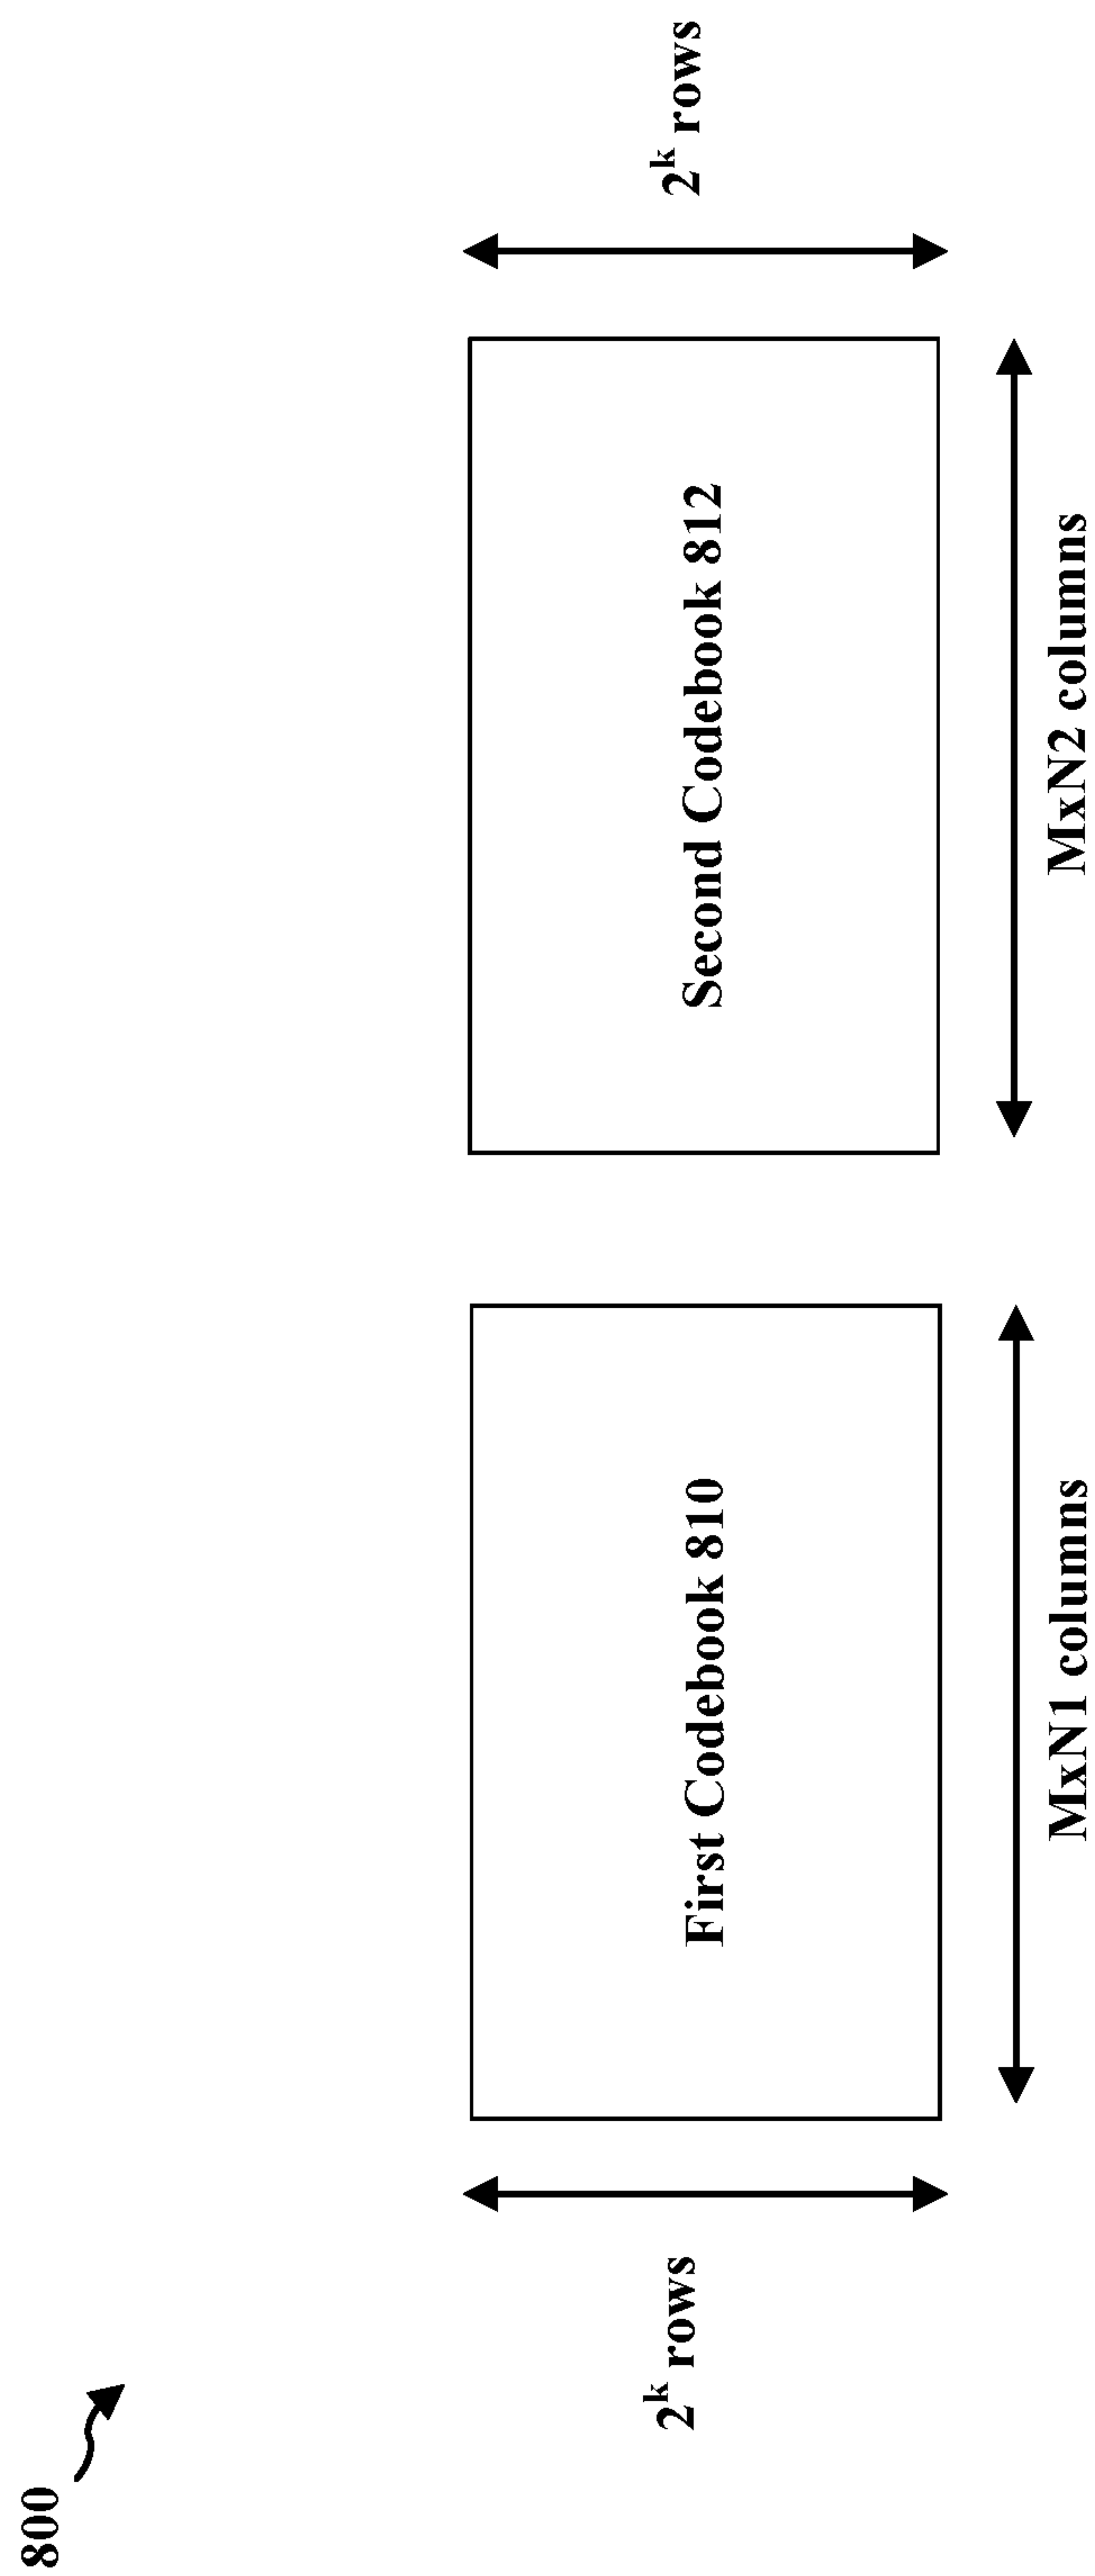 800
2^k rows
First Codebook 810
MxN1 columns
Second Codebook 812
MxN2 columns
2^k rows